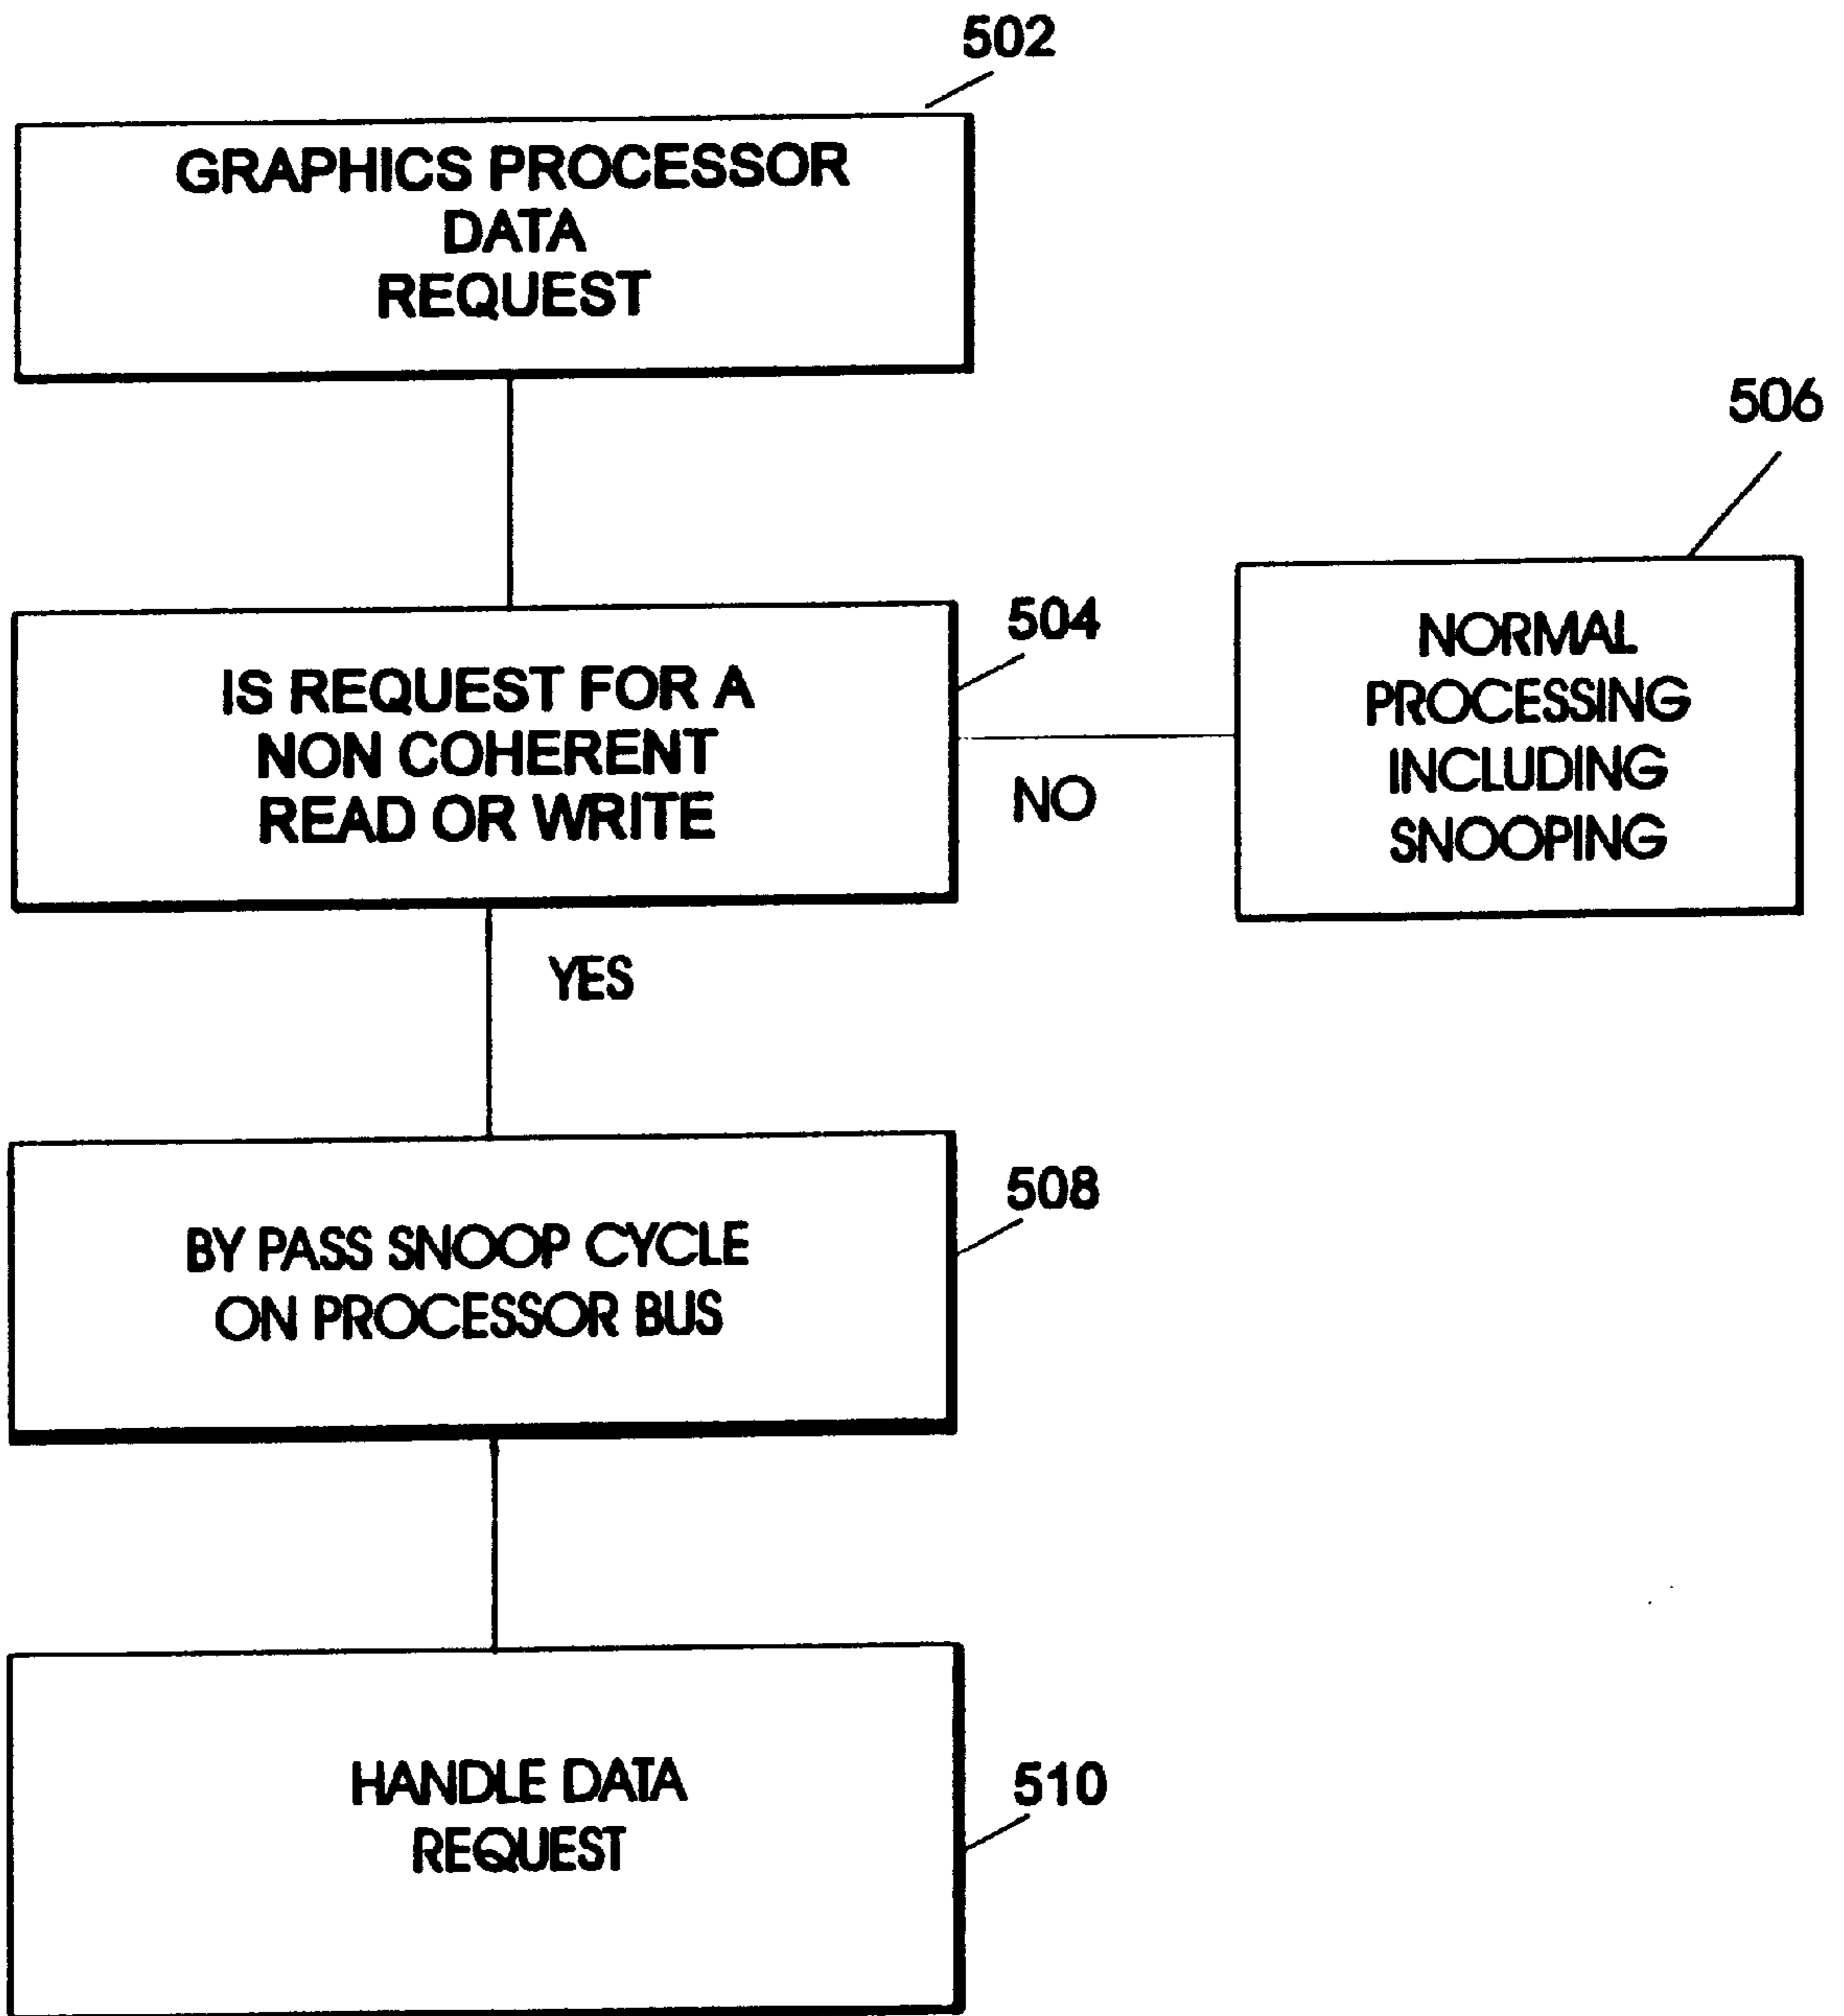 502
GRAPHICS PROCESSOR
DATA
REQUEST
506
504
IS REQUEST FOR A
NON COHERENT
READ OR WRITE
NO
NORMAL
PROCESSING
INCLUDING
SNOOPING
YES
508
BY PASS SNOOP CYCLE
ON PROCESSOR BUS
510
HANDLE DATA
REQUEST